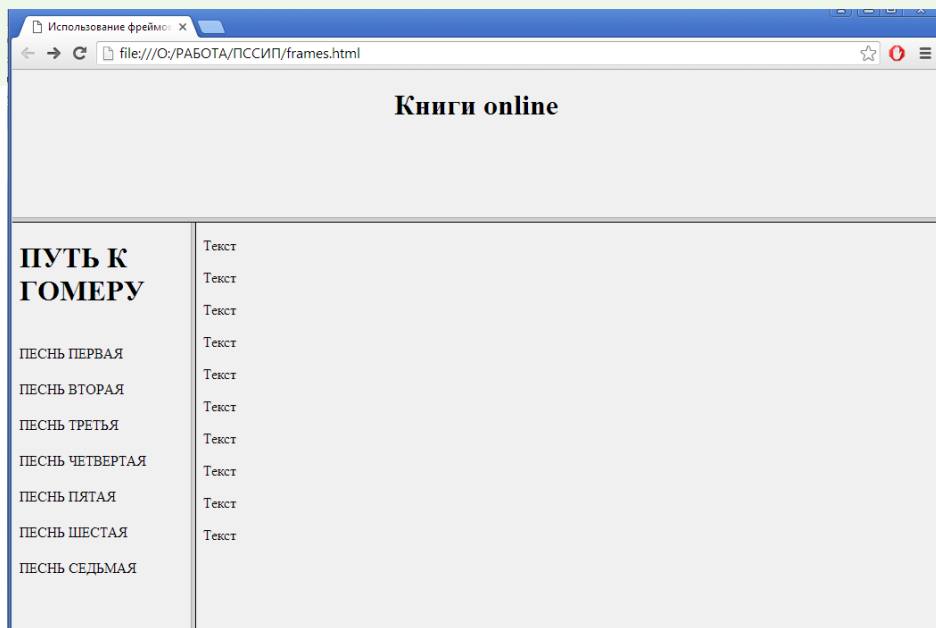 Использование фреймов
file:///O:/РАБОТА/ПССИП/frames.html
Книги online
ПУТЬ К
ГОМЕРУ
ПЕСНЬ ПЕРВАЯ
ПЕСНЬ ВТОРАЯ
ПЕСНЬ ТРЕТЬЯ
ПЕСНЬ ЧЕТВЕРТАЯ
ПЕСНЬ ПЯТАЯ
ПЕСНЬ ШЕСТАЯ
ПЕСНЬ СЕДЬМАЯ
Текст
Текст
Текст
Текст
Текст
Текст
Текст
Текст
Текст
Текст